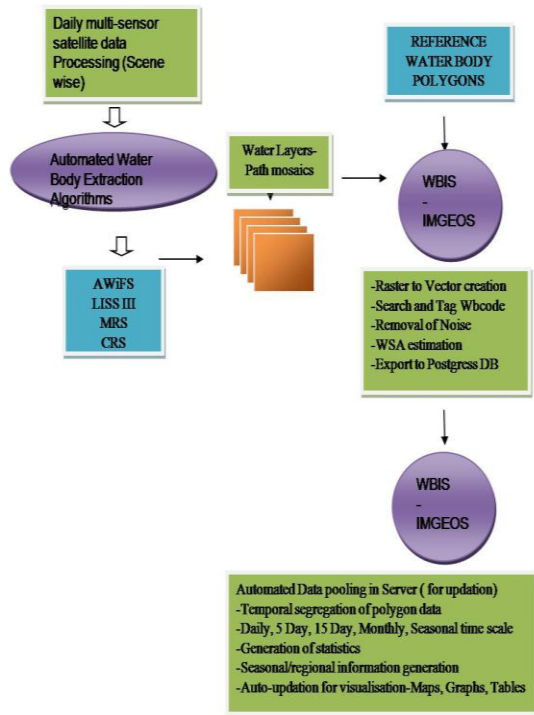 Daily multi-sensor
satellite data
Processing (Scene
wise)
REFERENCE
WATER BODY
POLYGONS
Automated Water
Body Extraction
Algorithms
Water Layers-
Path mosaics
WBIS
-
IMGEOS
AWiFS
LISS III
MRS
CRS
-Raster to Vector creation
-Search and Tag Wbcode
-Removal of Noise
-WSA estimation
-Export to Postgress DB
WBIS
-
IMGEOS
Automated Data pooling in Server ( for updation)
-Temporal segregation of polygon data
-Daily, 5 Day, 15 Day, Monthly, Seasonal time scale
-Generation of statistics
-Seasonal/regional information generation
-Auto-updation for visualisation-Maps, Graphs, Tables